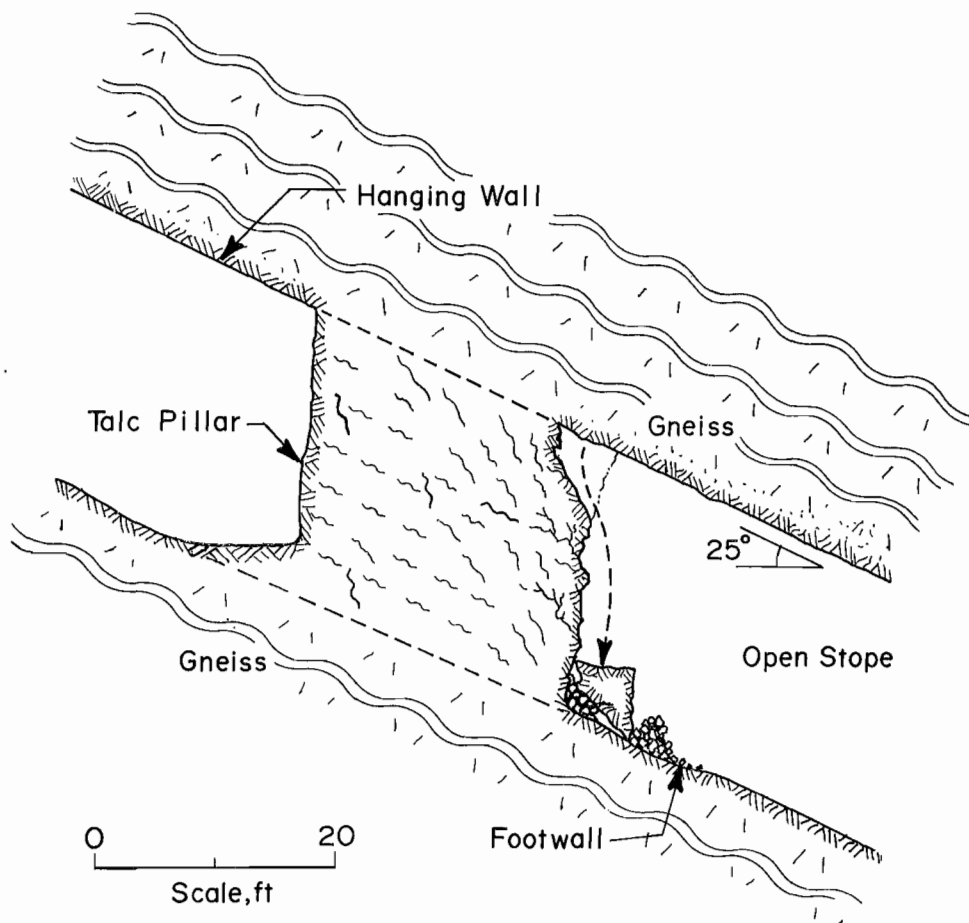 Hanging Wall
Talc Pillar
Gneiss
25°
Open Stope
Gneiss
Footwall
0 20
Scale,ft